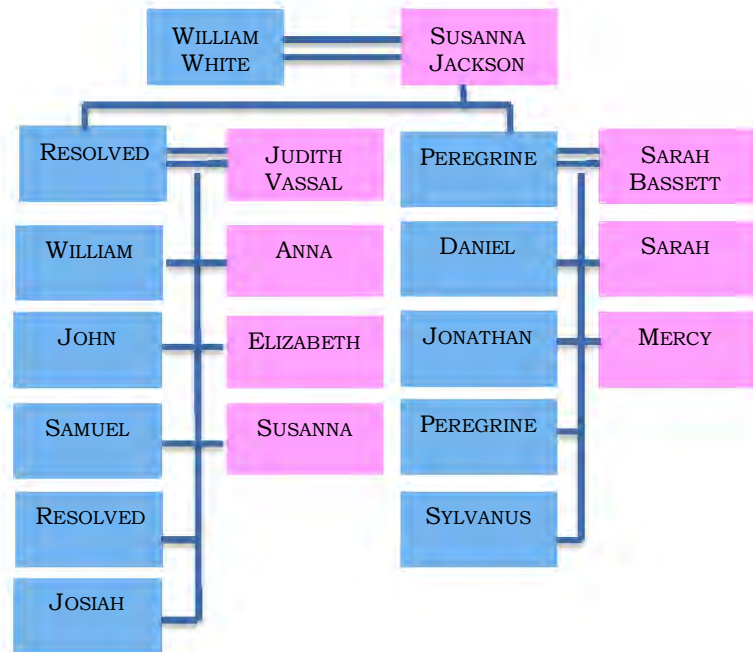 WILLIAM
WHITE
SUSANNA
JACKSON
RESOLVED
JUDITH
VASSAL
PEREGRINE
SARAH
BASSETT
WILLIAM
ANNA
DANIEL
SARAH
JOHN
ELIZABETH
JONATHAN
MERCY
SAMUEL
SUSANNA
PEREGRINE
RESOLVED
SYLVANUS
JOSIAH